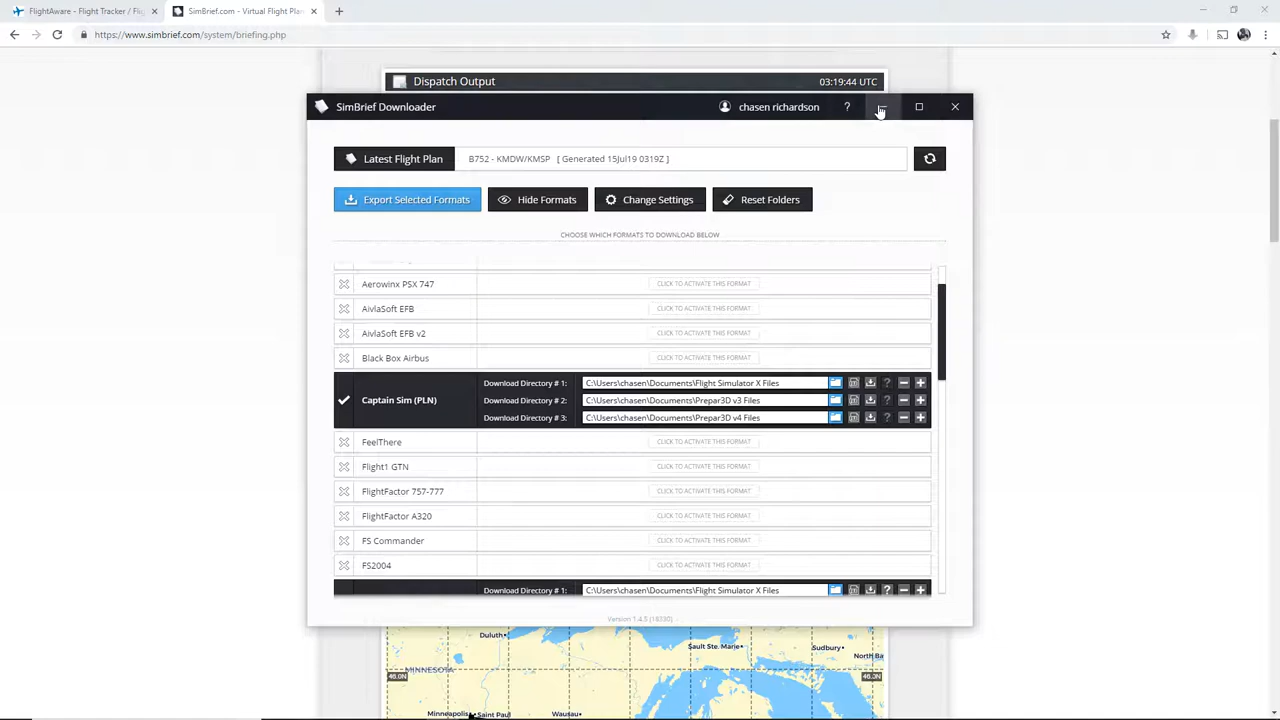 FlightAware - Flight Tracker / Flig
SimBrief.com - Virtual Flight Plan
https://www.simbrief.com/system/briefing.php
Dispatch Output 03:19:44 UTC
SimBrief Downloader chasen richardson ?
Latest Flight Plan B752 - KMDW/KMSP [ Generated 15Jul19 0319Z ]
Export Selected Formats Hide Formats Change Settings Reset Folders
CHOOSE WHICH FORMATS TO DOWNLOAD BELOW
Aerowinx PSX 747 CLICK TO ACTIVATE THIS FORMAT
AivlaSoft EFB CLICK TO ACTIVATE THIS FORMAT
AivlaSoft EFB v2 CLICK TO ACTIVATE THIS FORMAT
Black Box Airbus CLICK TO ACTIVATE THIS FORMAT
Download Directory # 1: C:\Users\chasen\Documents\Flight Simulator X Files ?
Captain Sim (PLN) Download Directory # 2: C:\Users\chasen\Documents\Prepar3D v3 Files ?
Download Directory # 3: C:\Users\chasen\Documents\Prepar3D v4 Files ?
FeelThere CLICK TO ACTIVATE THIS FORMAT
Flight1 GTN CLICK TO ACTIVATE THIS FORMAT
FlightFactor 757-777 CLICK TO ACTIVATE THIS FORMAT
FlightFactor A320 CLICK TO ACTIVATE THIS FORMAT
FS Commander CLICK TO ACTIVATE THIS FORMAT
FS2004 CLICK TO ACTIVATE THIS FORMAT
Download Directory # 1: C:\Users\chasen\Documents\Flight Simulator X Files ?
Version 1.4.5 (18330)
Duluth
Sault Ste. Marie
Sudbury
North Ba
MINNESOTA
46.0N
46.0N
Minneapolis
Saint Paul
Wausau